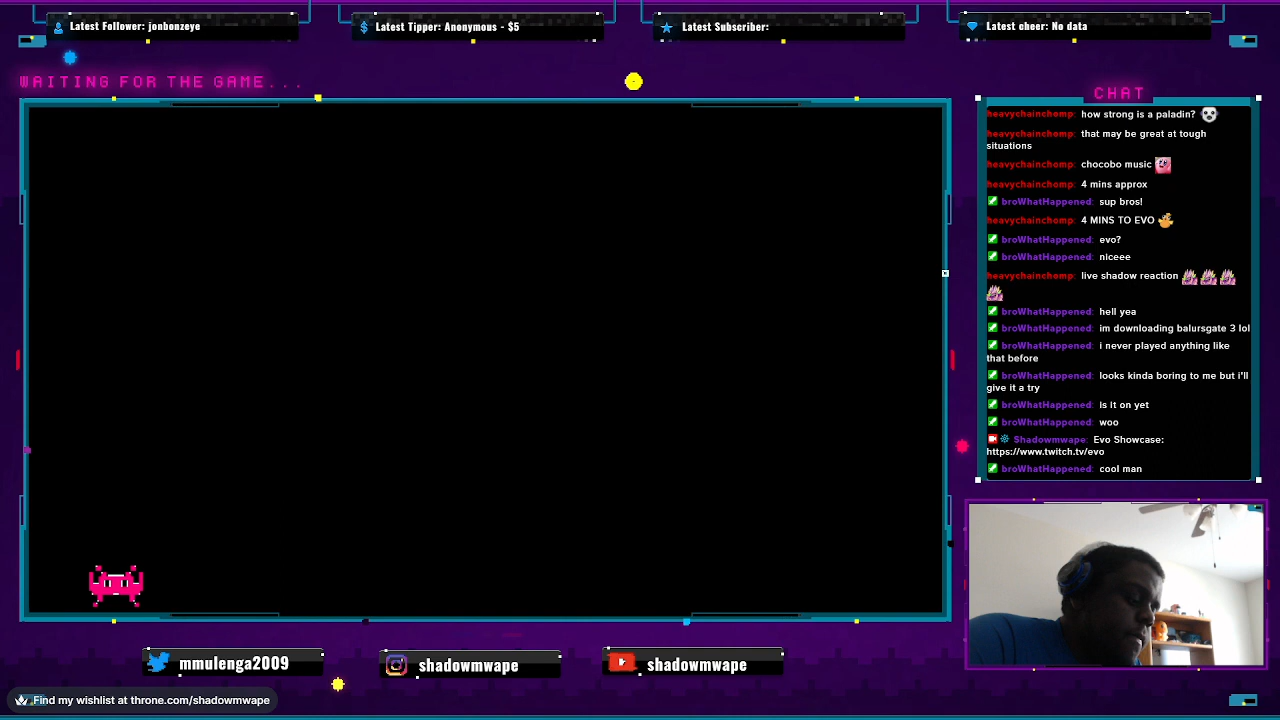 Latest Follower: jonbonzeye
Latest Tipper: Anonymous - $5
Latest Subscriber:
Latest cheer: No data
WAITING FOR THE GAME...
CHAT
heavychainchomp: how strong is a paladin?
heavychainchomp: that may be great at tough
situations
heavychainchomp: chocobo music
heavychainchomp: 4 mins approx
broWhatHappened: sup bros!
heavychainchomp: 4 MINS TO EVO
broWhatHappened: evo?
broWhatHappened: niceee
heavychainchomp: live shadow reaction
broWhatHappened: hell yea
broWhatHappened: im downloading balursgate 3 lol
broWhatHappened: i never played anything like
that before
broWhatHappened: looks kinda boring to me but i'll
give it a try
broWhatHappened: is it on yet
broWhatHappened: woo
Shadowmwape: Evo Showcase:
https://www.twitch.tv/evo
broWhatHappened: cool man
mmulenga2009
shadowmwape
shadowmwape
Find my wishlist at throne.com/shadowmwape